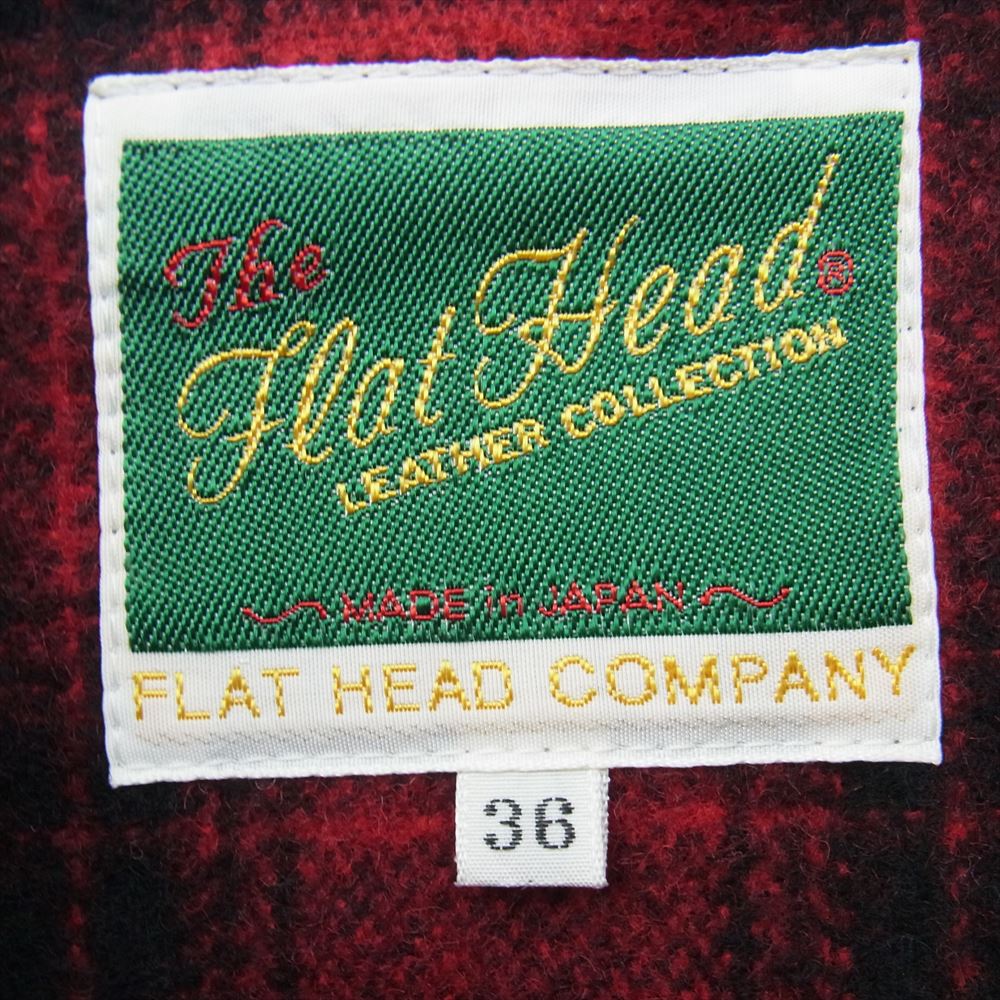 The
Flat Head®
LEATHER COLLECTION
MADE in JAPAN
FLAT HEAD COMPANY
36